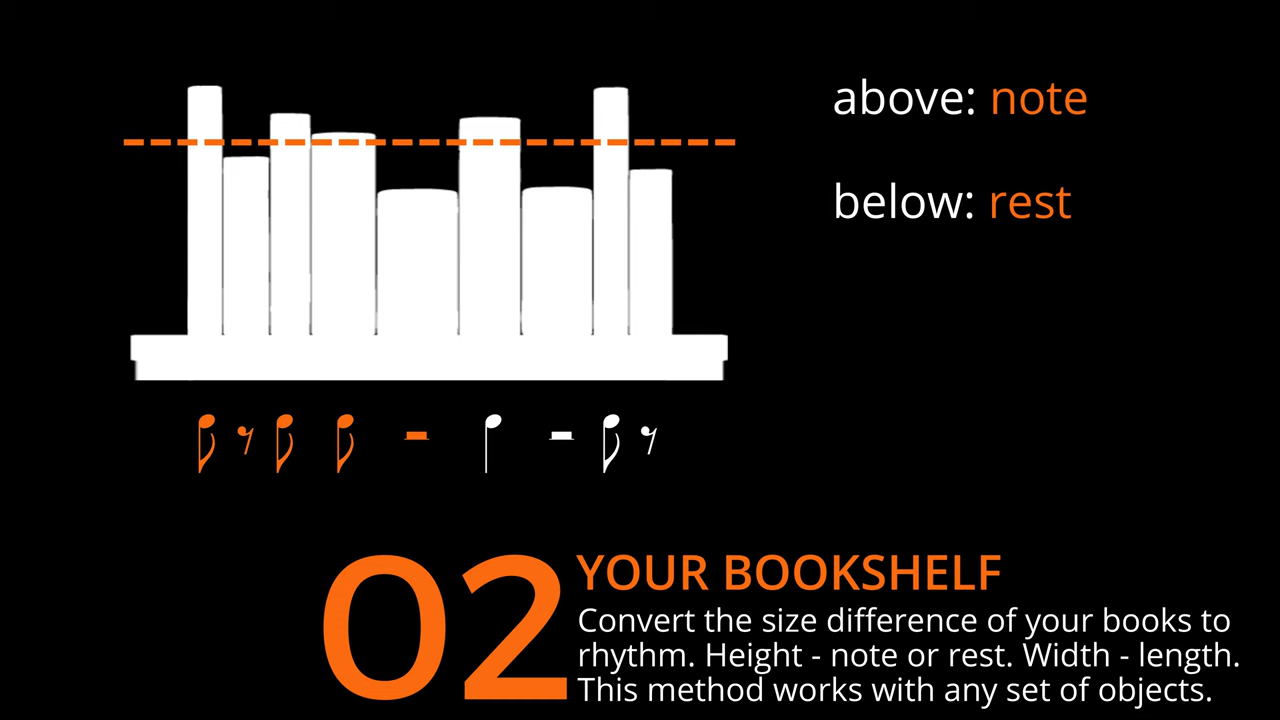 above: note
below: rest
02
YOUR BOOKSHELF
Convert the size difference of your books to
rhythm. Height - note or rest. Width - length.
This method works with any set of objects.